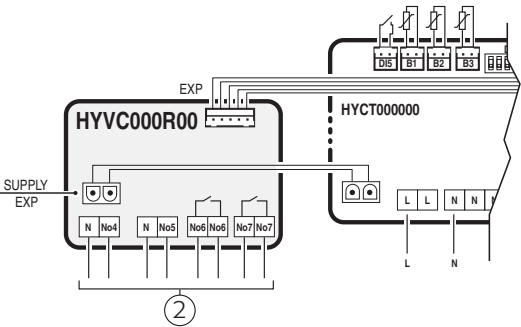 DI5 B1 B2 B3
EXP
HYVC000R00
HYCT000000
SUPPLY
EXP
L L N N N
N No4 N No5 No6 No6 No7 No7
L N
2